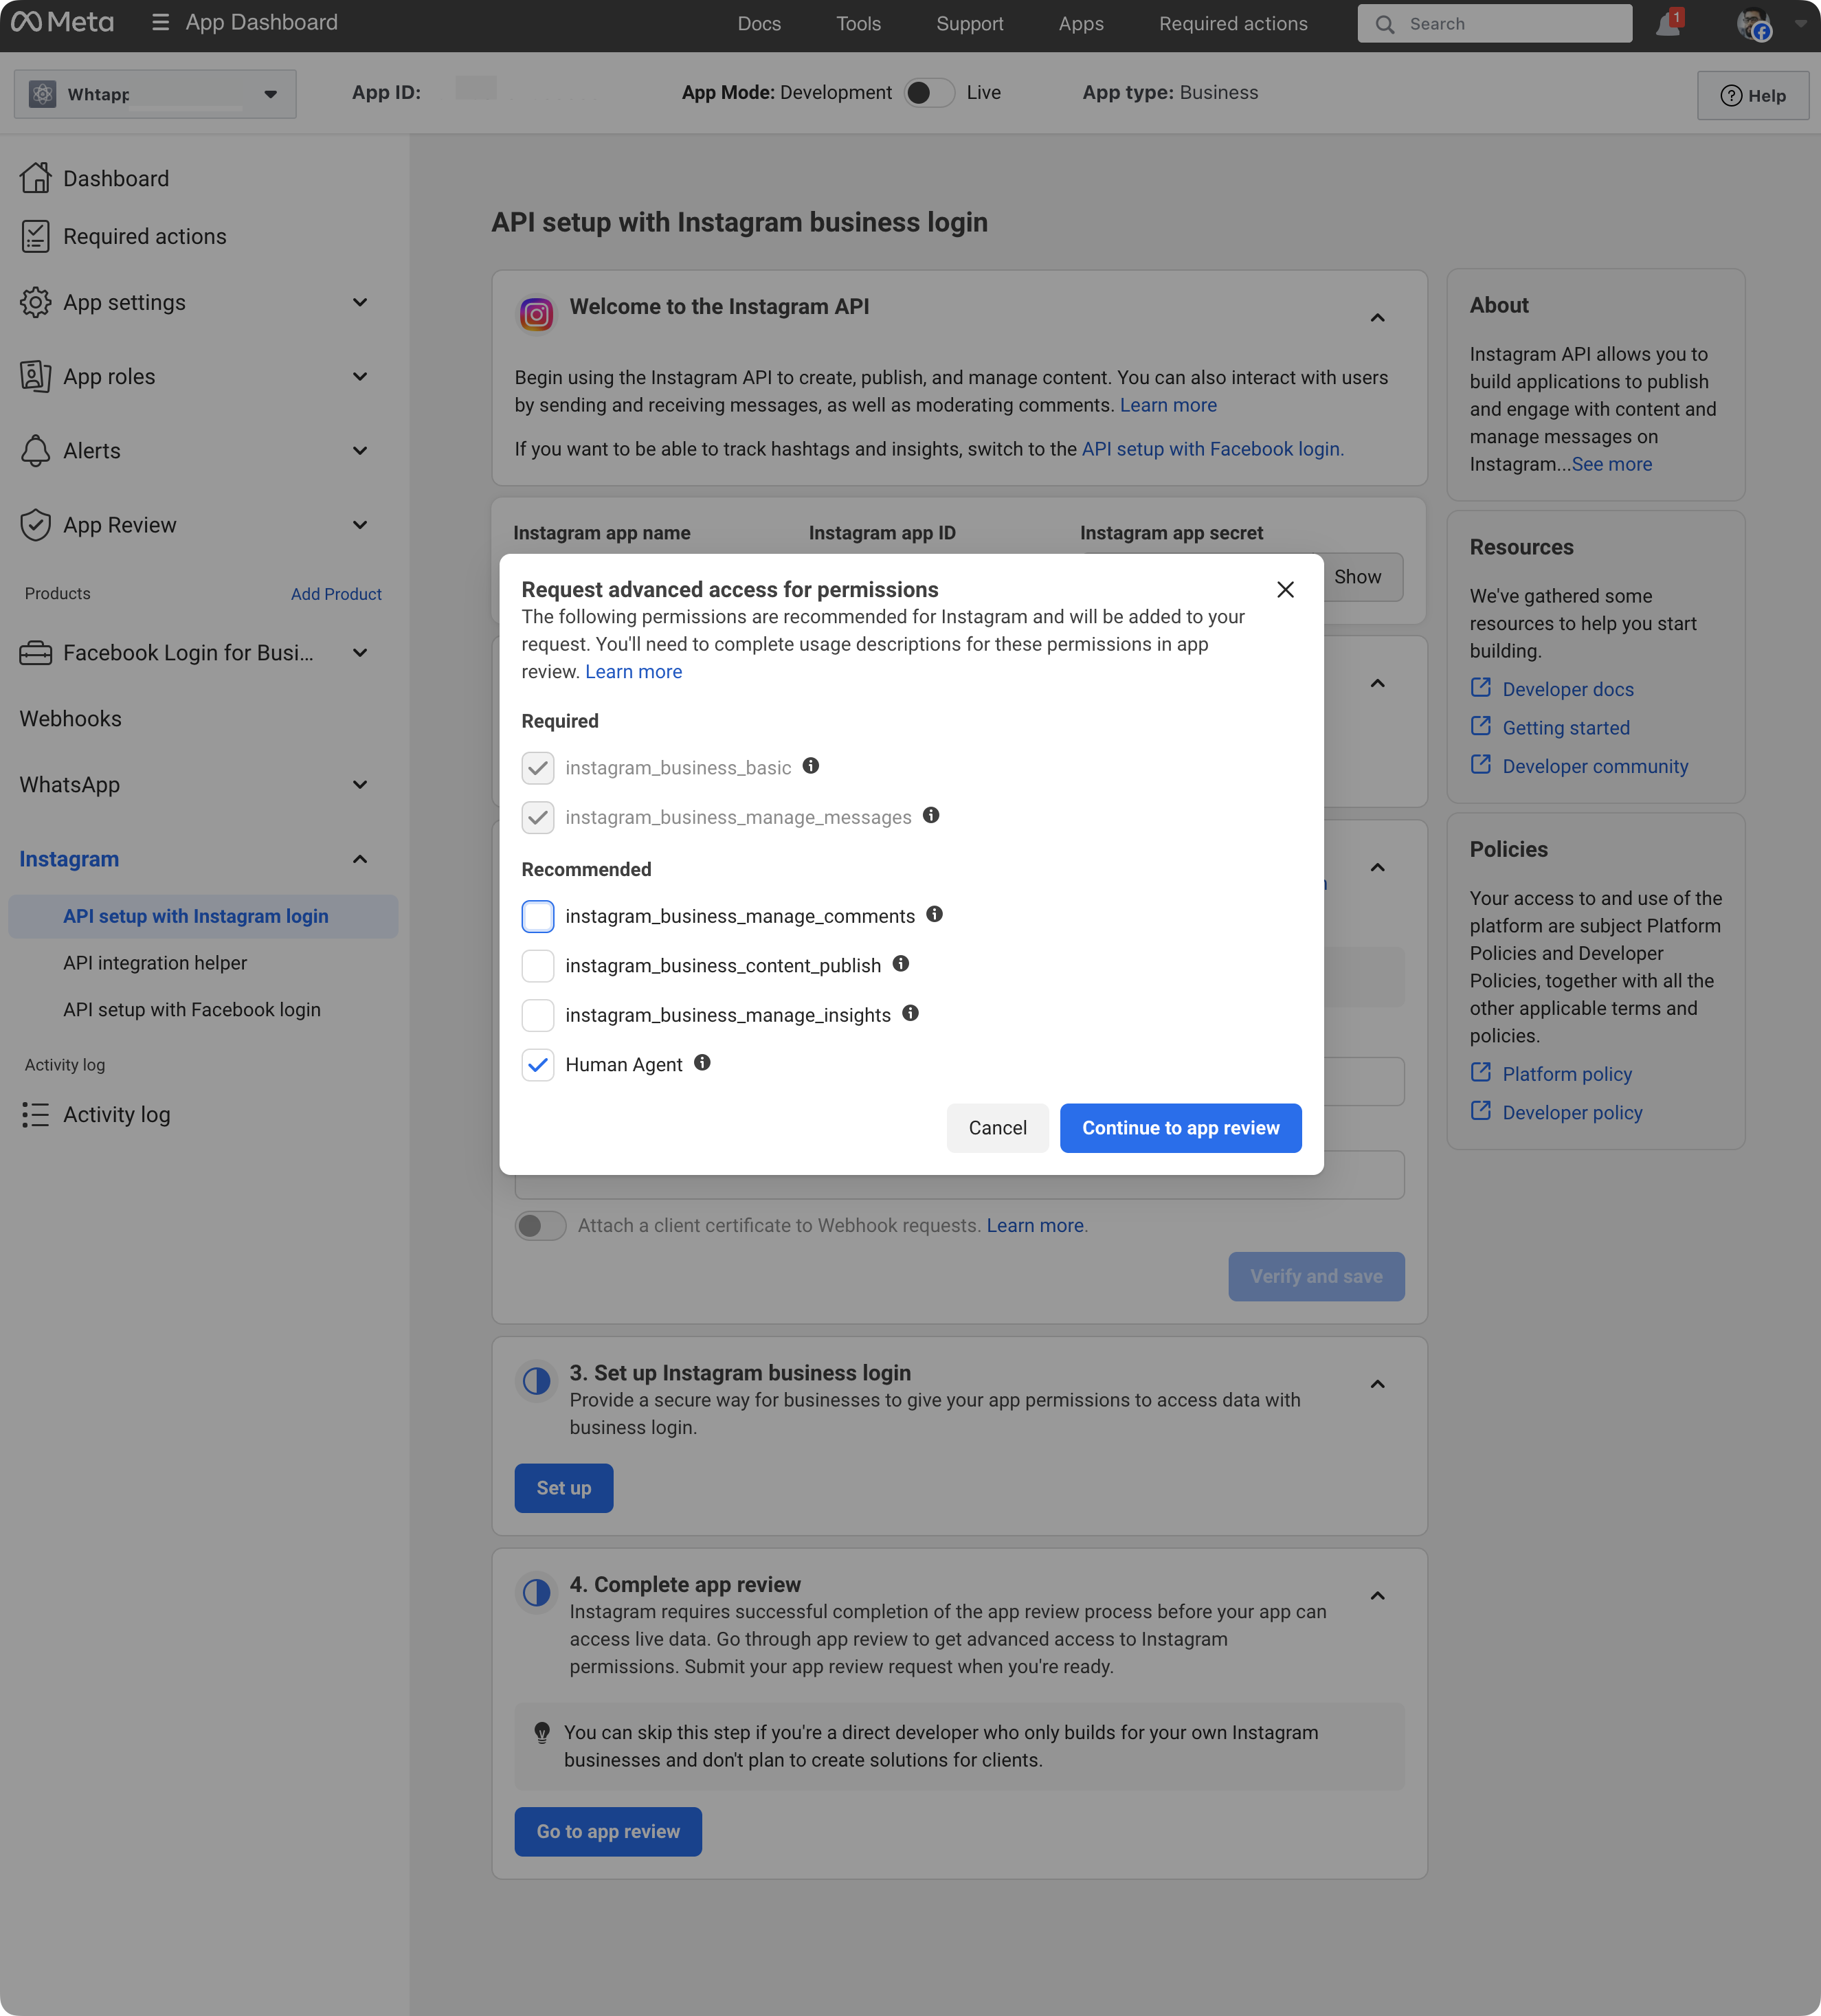 Meta
App Dashboard
Docs
Tools
Support
Apps
Required actions
Search
1
Whtapp
App ID:
App Mode: Development
Live
App type: Business
Help
Dashboard
Required actions
App settings
App roles
Alerts
App Review
Products
Add Product
Facebook Login for Busi...
Webhooks
WhatsApp
Instagram
API setup with Instagram login
API integration helper
API setup with Facebook login
Activity log
Activity log
API setup with Instagram business login
Welcome to the Instagram API
Begin using the Instagram API to create, publish, and manage content. You can also interact with users
by sending and receiving messages, as well as moderating comments. Learn more
If you want to be able to track hashtags and insights, switch to the API setup with Facebook login.
Instagram app name
Instagram app ID
Instagram app secret
Show
Request advanced access for permissions
The following permissions are recommended for Instagram and will be added to your
request. You'll need to complete usage descriptions for these permissions in app
review. Learn more
Required
instagram_business_basic
instagram_business_manage_messages
Recommended
instagram_business_manage_comments
instagram_business_content_publish
instagram_business_manage_insights
Human Agent
Cancel
Continue to app review
Attach a client certificate to Webhook requests. Learn more.
Verify and save
3. Set up Instagram business login
Provide a secure way for businesses to give your app permissions to access data with
business login.
Set up
4. Complete app review
Instagram requires successful completion of the app review process before your app can
access live data. Go through app review to get advanced access to Instagram
permissions. Submit your app review request when you're ready.
You can skip this step if you're a direct developer who only builds for your own Instagram
businesses and don't plan to create solutions for clients.
Go to app review
About
Instagram API allows you to
build applications to publish
and engage with content and
manage messages on
Instagram...See more
Resources
We've gathered some
resources to help you start
building.
Developer docs
Getting started
Developer community
Policies
Your access to and use of the
platform are subject Platform
Policies and Developer
Policies, together with all the
other applicable terms and
policies.
Platform policy
Developer policy